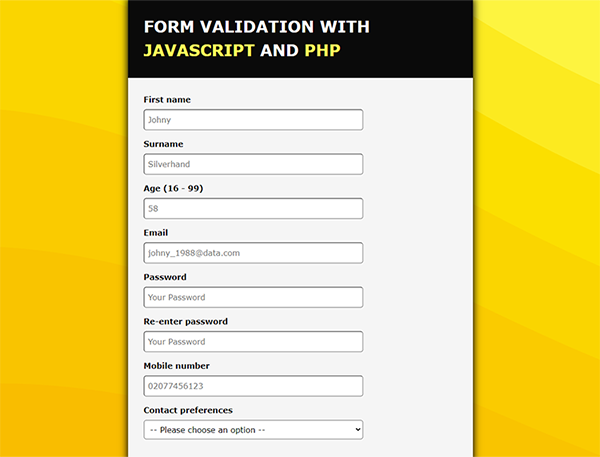 FORM VALIDATION WITH
JAVASCRIPT AND PHP
First name
Johny
Surname
Silverhand
Age (16 - 99)
58
Email
johny_1988@data.com
Password
Your Password
Re-enter password
Your Password
Mobile number
02077456123
Contact preferences
-- Please choose an option --